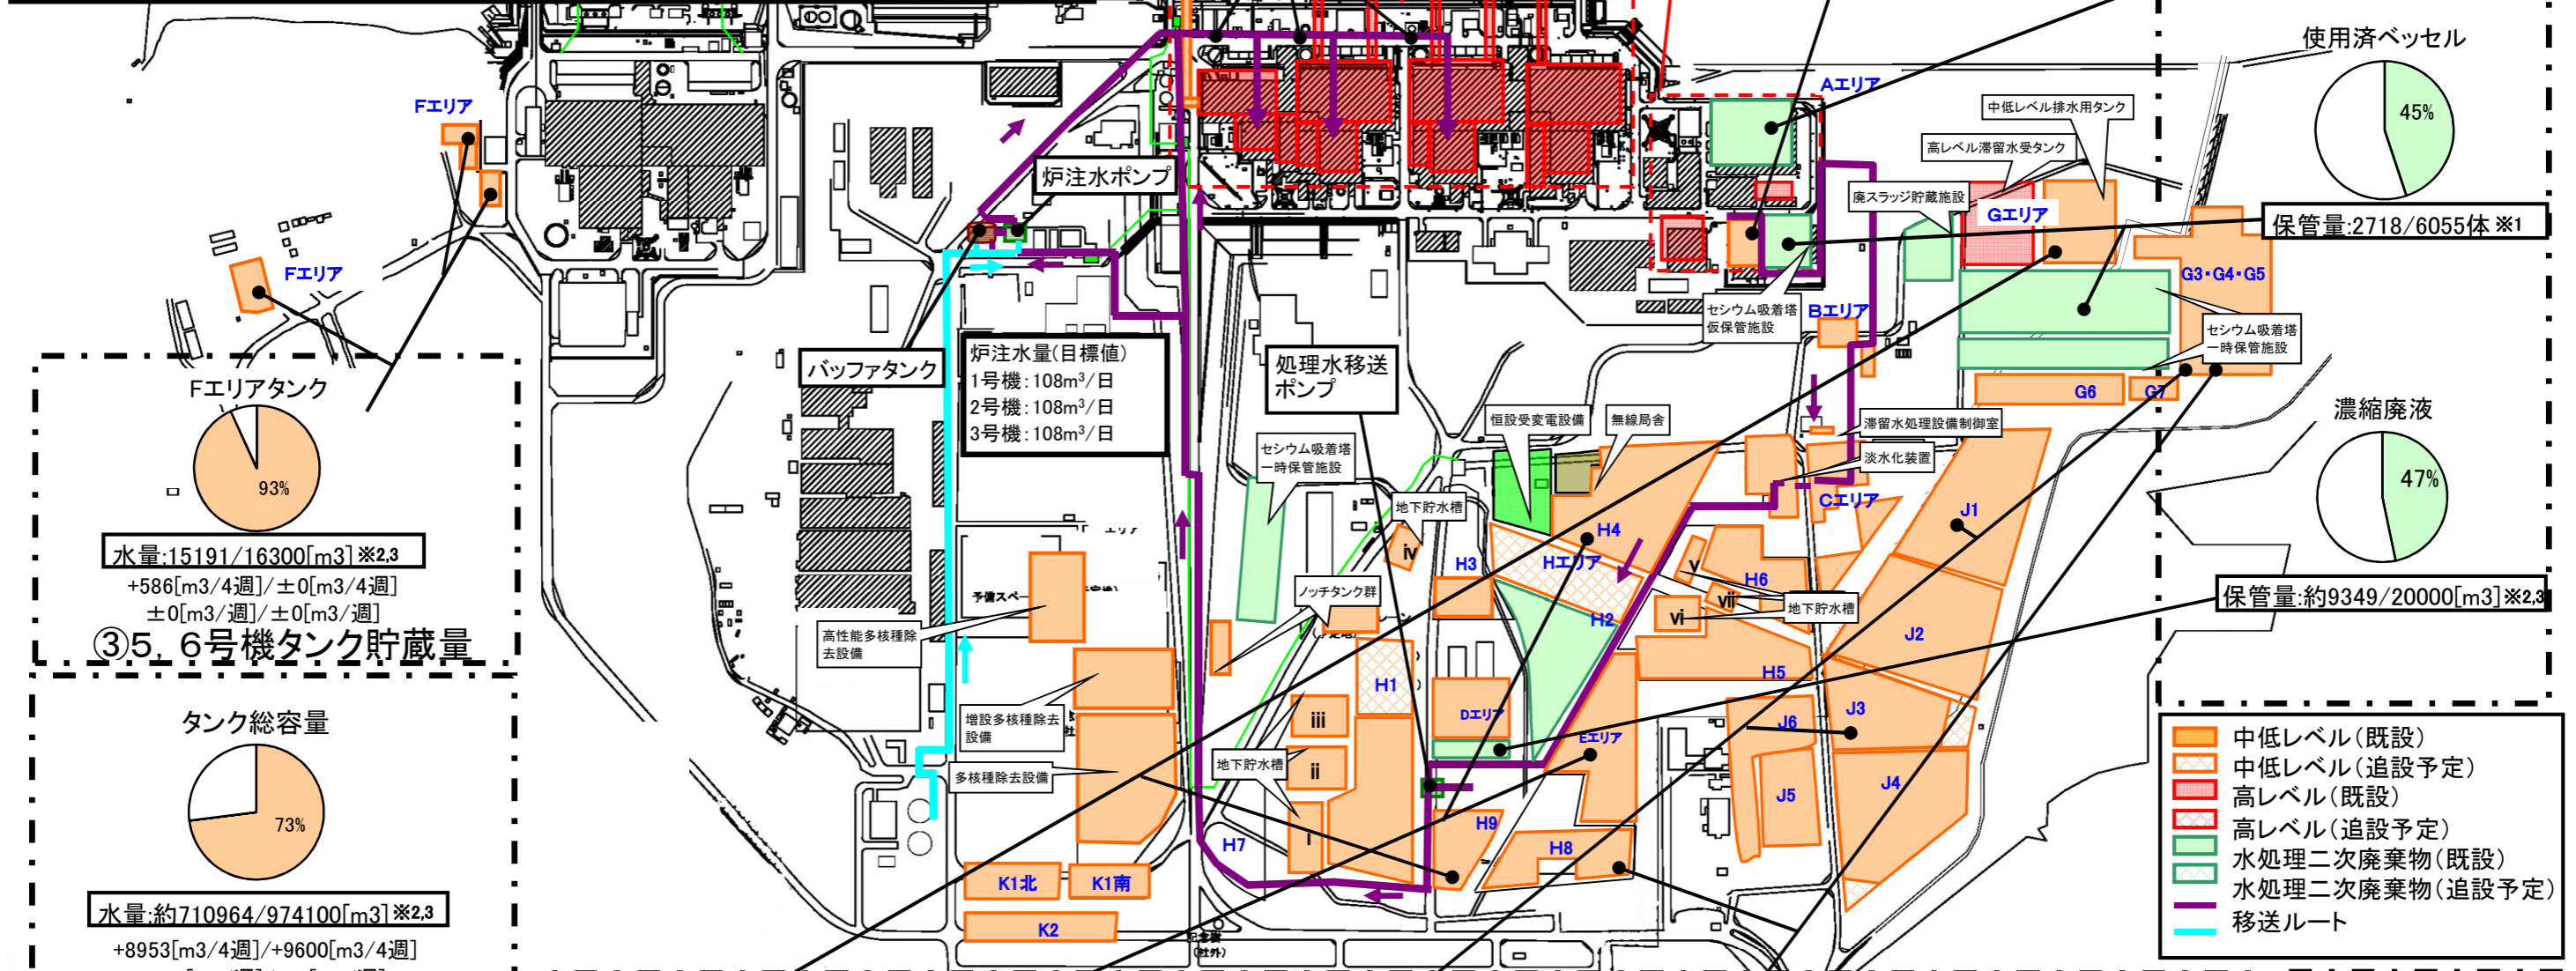 使用済ベッセル
45%
保管量:2718/6055体 ※1
Aエリア
中低レベル排水用タンク
高レベル滞留水受タンク
廃スラッジ貯蔵施設
Gエリア
G3・G4・G5
Fエリア
Fエリア
炉注水ポンプ
セシウム吸着塔
仮保管施設
Bエリア
セシウム吸着塔
一時保管施設
G6
G7
バッファタンク
炉注水量(目標値)
1号機:108m³/日
2号機:108m³/日
3号機:108m³/日
処理水移送
ポンプ
Fエリアタンク
93%
水量:15191/16300[m3]※2,3
+586[m3/4週]/±0[m3/4週]
±0[m3/週]/±0[m3/週]
③5, 6号機タンク貯蔵量
濃縮廃液
47%
保管量:約9349/20000[m3]※2,3
恒設受変電設備
無線局舎
滞留水処理設備制御室
淡水化装置
Cエリア
セシウム吸着塔
一時保管施設
地下貯水槽
iv
H3
H4
Hエリア
H2
v
H6
vii
vi
地下貯水槽
J1
J2
H5
ノッチタンク群
予備スペー
高性能多核種除
去設備
増設多核種除去
設備
多核種除去設備
地下貯水槽
iii
ii
i
H1
Dエリア
Eエリア
J6
J3
J5
J4
H7
H9
H8
K1北
K1南
K2
記念碑
(社外)
タンク総容量
73%
水量:約710964/974100[m3]※2,3
+8953[m3/4週]/+9600[m3/4週]
中低レベル(既設)
中低レベル(追設予定)
高レベル(既設)
高レベル(追設予定)
水処理二次廃棄物(既設)
水処理二次廃棄物(追設予定)
移送ルート